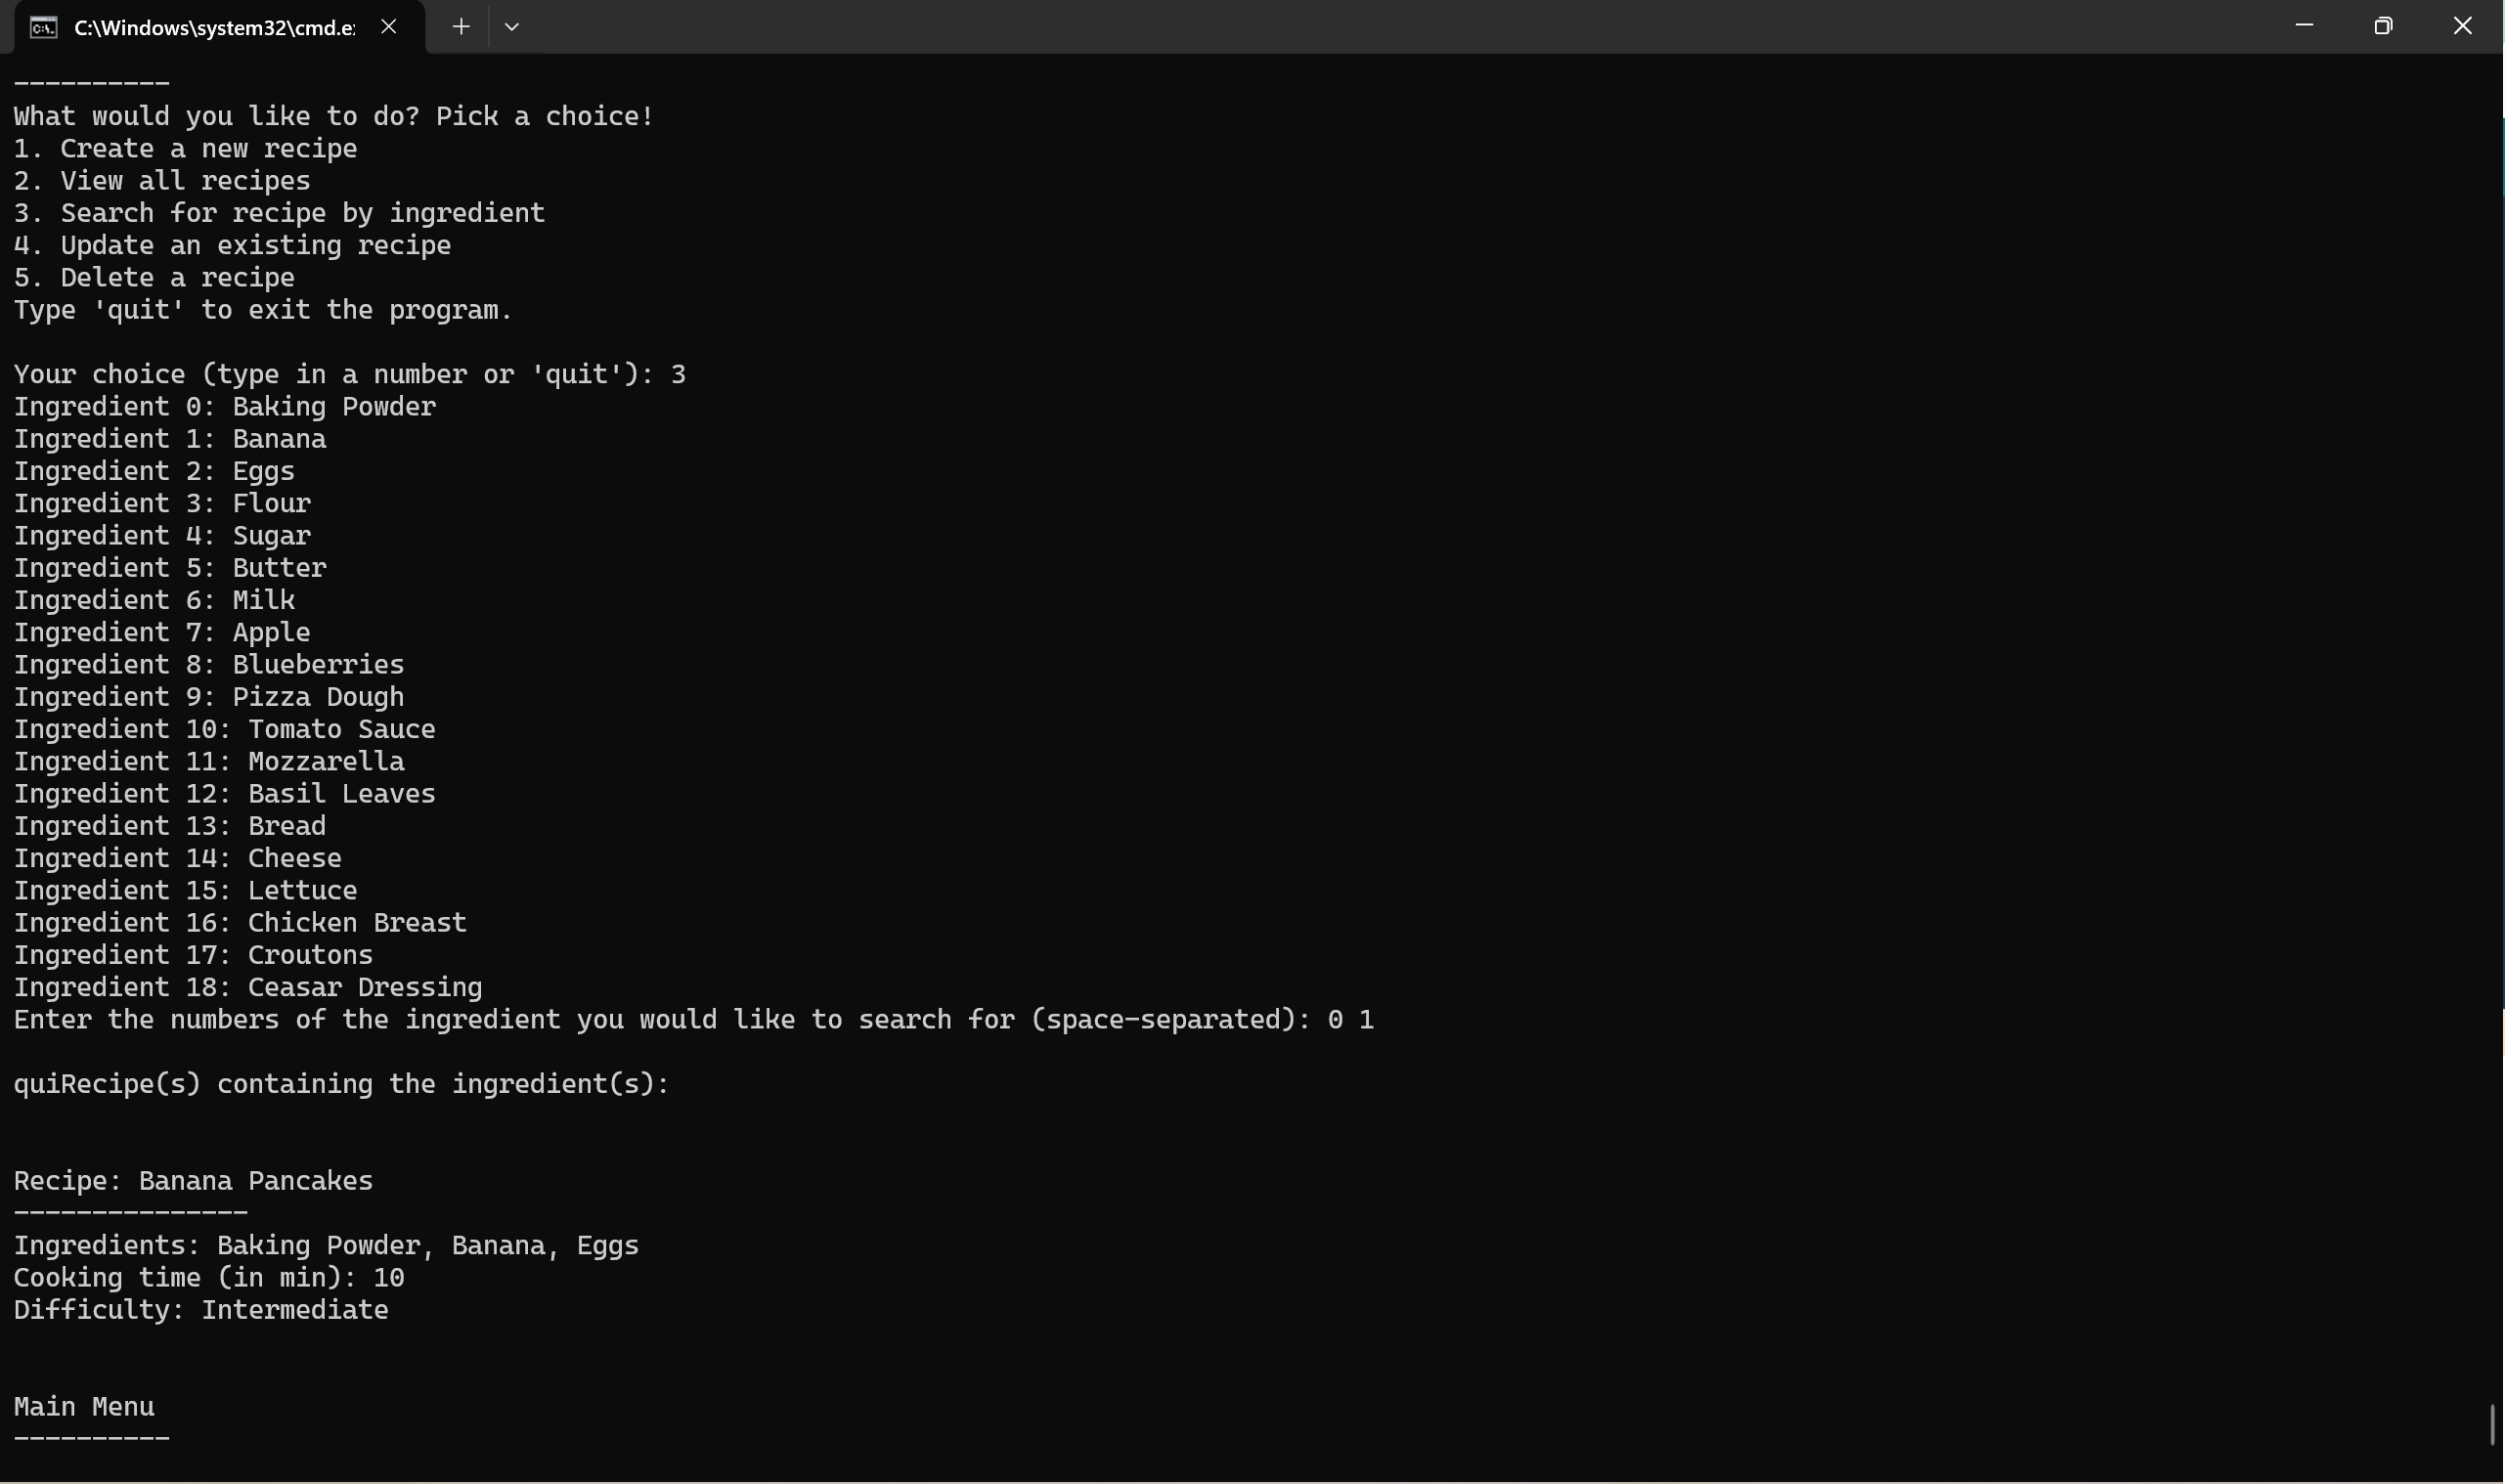 C:\Windows\system32\cmd.e
----------
What would you like to do? Pick a choice!
1. Create a new recipe
2. View all recipes
3. Search for recipe by ingredient
4. Update an existing recipe
5. Delete a recipe
Type 'quit' to exit the program.
Your choice (type in a number or 'quit'): 3
Ingredient 0: Baking Powder
Ingredient 1: Banana
Ingredient 2: Eggs
Ingredient 3: Flour
Ingredient 4: Sugar
Ingredient 5: Butter
Ingredient 6: Milk
Ingredient 7: Apple
Ingredient 8: Blueberries
Ingredient 9: Pizza Dough
Ingredient 10: Tomato Sauce
Ingredient 11: Mozzarella
Ingredient 12: Basil Leaves
Ingredient 13: Bread
Ingredient 14: Cheese
Ingredient 15: Lettuce
Ingredient 16: Chicken Breast
Ingredient 17: Croutons
Ingredient 18: Ceasar Dressing
Enter the numbers of the ingredient you would like to search for (space-separated): 0 1
quiRecipe(s) containing the ingredient(s):
Recipe: Banana Pancakes
---------------
Ingredients: Baking Powder, Banana, Eggs
Cooking time (in min): 10
Difficulty: Intermediate
Main Menu
----------